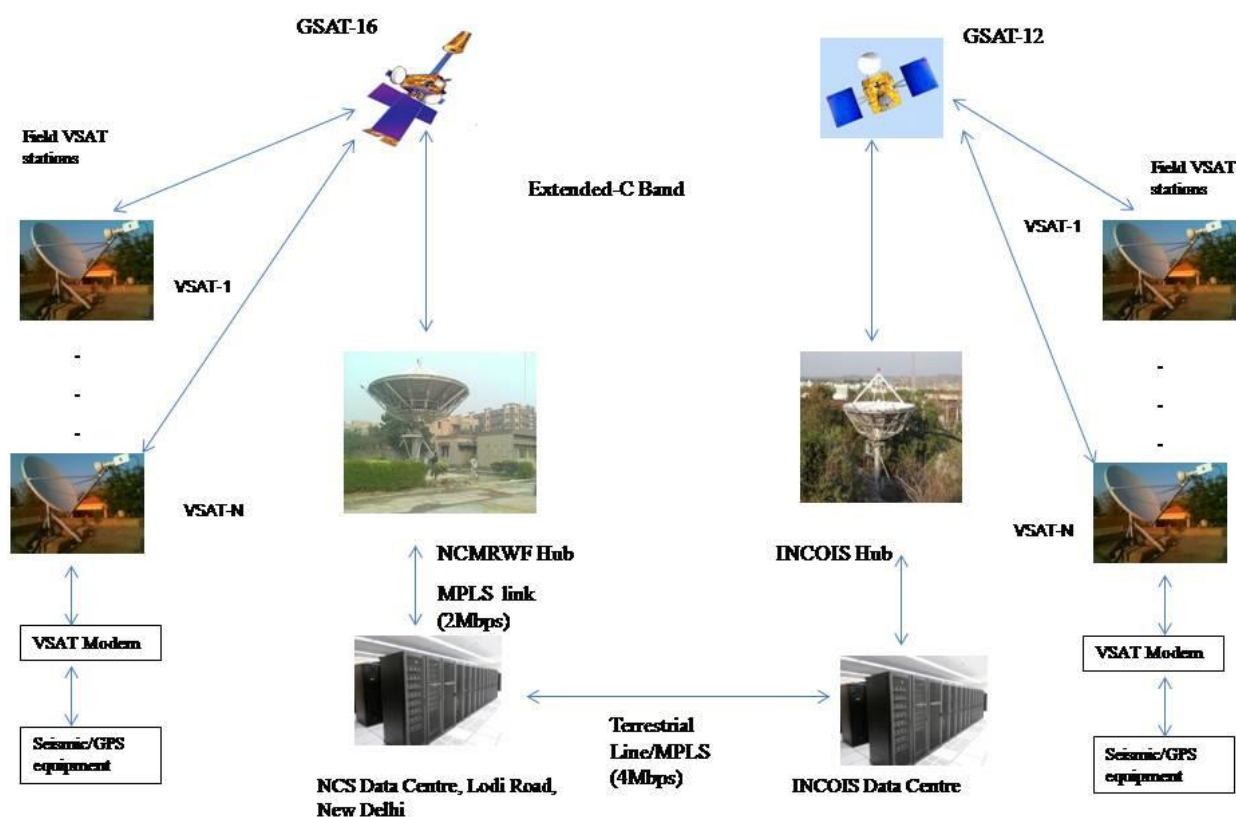 GSAT-16
GSAT-12
Field VSAT
stations
Extended-C Band
Field VSAT
stations
VSAT-1
VSAT-1
-
-
-
-
-
-
VSAT-N
VSAT-N
NCMRWF Hub
INCOIS Hub
MPLS link
(2Mbps)
VSAT Modem
VSAT Modem
Terrestrial
Line/MPLS
(4Mbps)
Seismic/GPS
equipment
Seismic/GPS
equipment
NCS Data Centre, Lodi Road,
New Delhi
INCOIS Data Centre